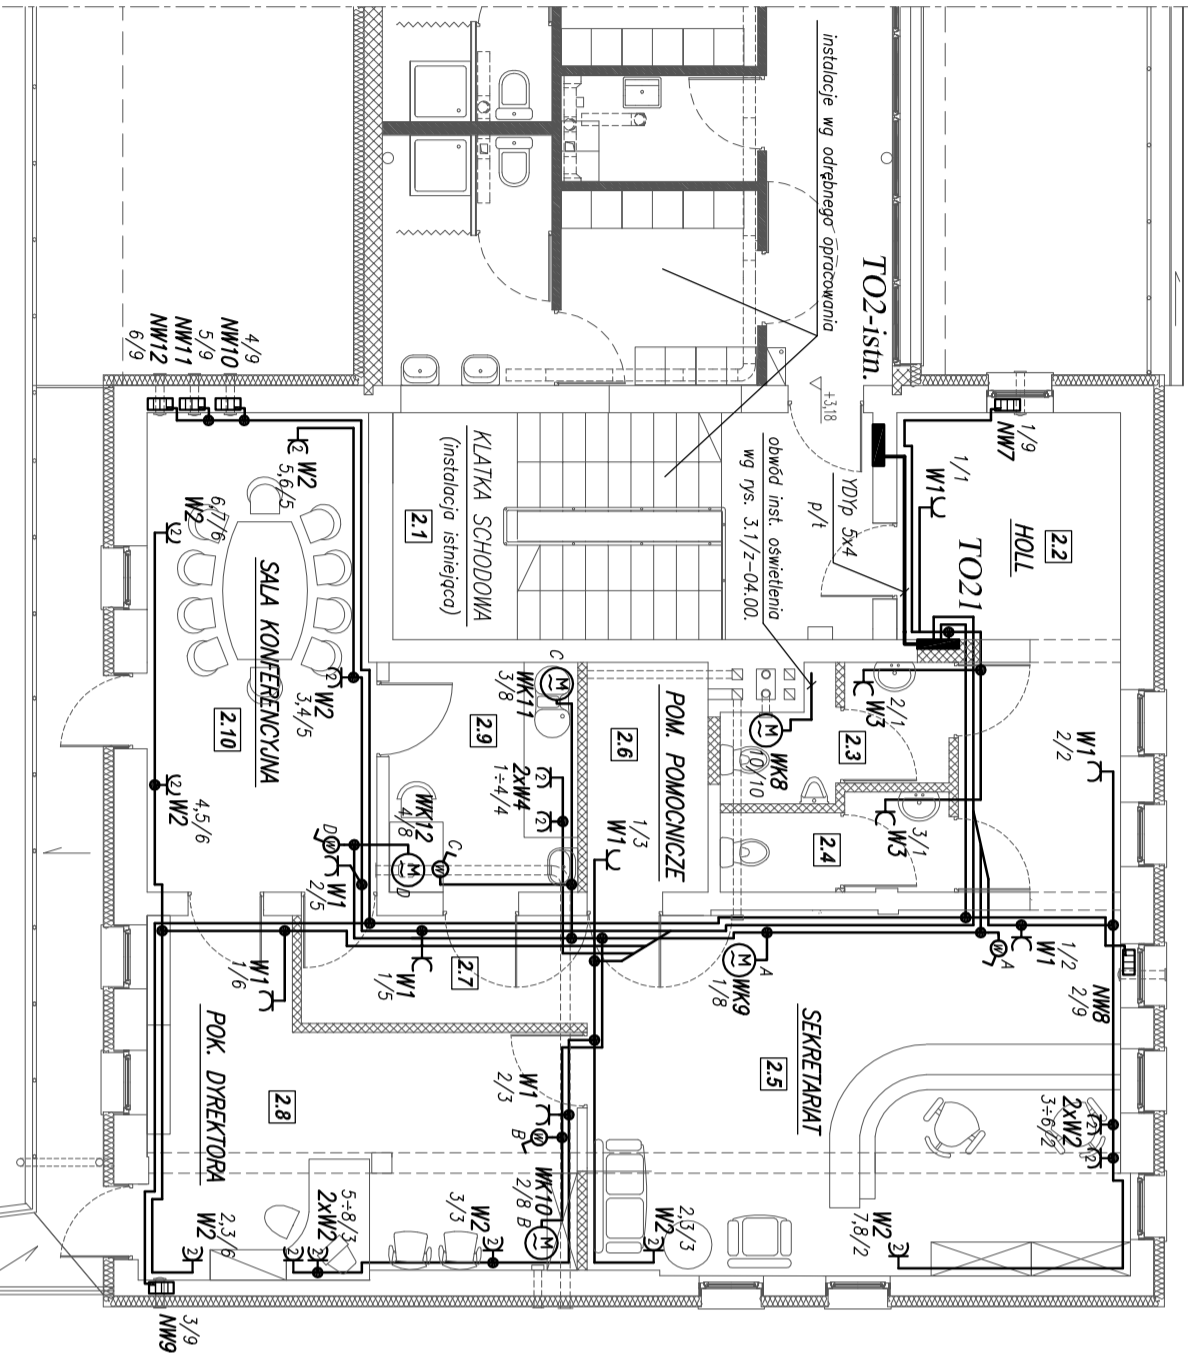 instalacje wg odrębnego opracowania
TO2-istn.
+3,18
obwód inst. oświetlenia
wg rys. 3.1/z-04.00.
YDYp 5x4
p/t
1/9
NW7
1/1
W1
2.2
HOLL
TO21
KLATKA SCHODOWA
(instalacja istniejąca)
2.1
4/9
NW10
5/9
NW11
6/9
NW12
W2
5,6/5
6,7/6
W2
SALA KONFERENCYJNA
2.10
W2
3,4/5
4,5/6
W2
C
WK11
3/8
2.9
2xW4
1÷4/4
WK12
4/8
C
D
D
W1
2/5
M
W
2
2.6
POM. POMOCNICZE
1/3
W1
WK8
10/10
2/1
W3
2.3
3/1
W3
2.4
W1
2/2
A
1/2
W1
NW8
2/9
A
WK9
1/8
SEKRETARIAT
2.5
2xW2
3÷6/2
W2
7,8/2
2,3/3
W2
2.7
W1
1/5
W1
1/6
POK. DYREKTORA
2.8
W1
2/3
B
WK10
2/8
B
W2
3/3
5÷8/3
2xW2
W2
2,3/6
3/9
NW9